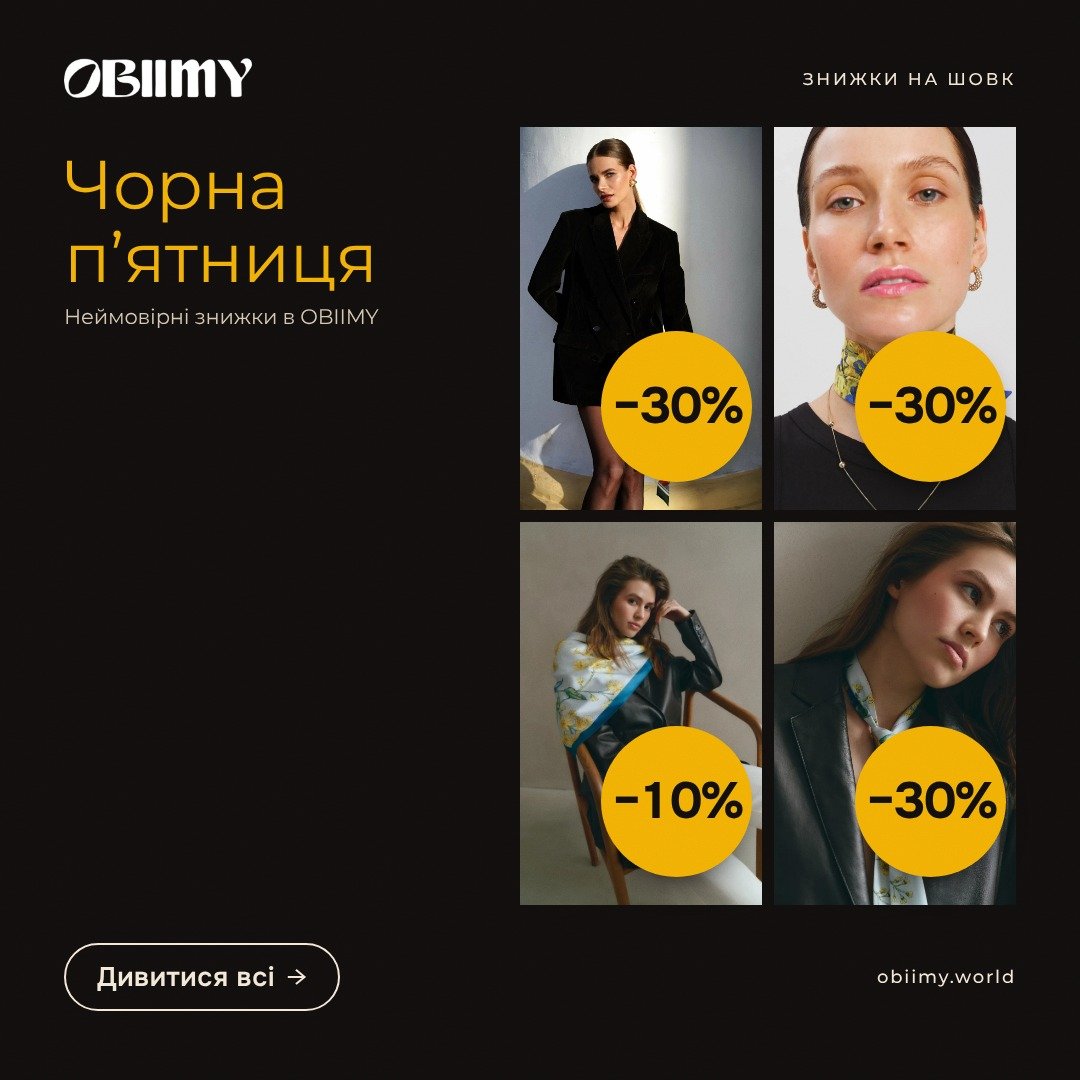 OBIIMY
ЗНИЖКИ НА ШОВК
Чорна
п’ятниця
Неймовірні знижки в OBIIMY
-30%
-30%
-10%
-30%
Дивитися всі →
obiimy.world